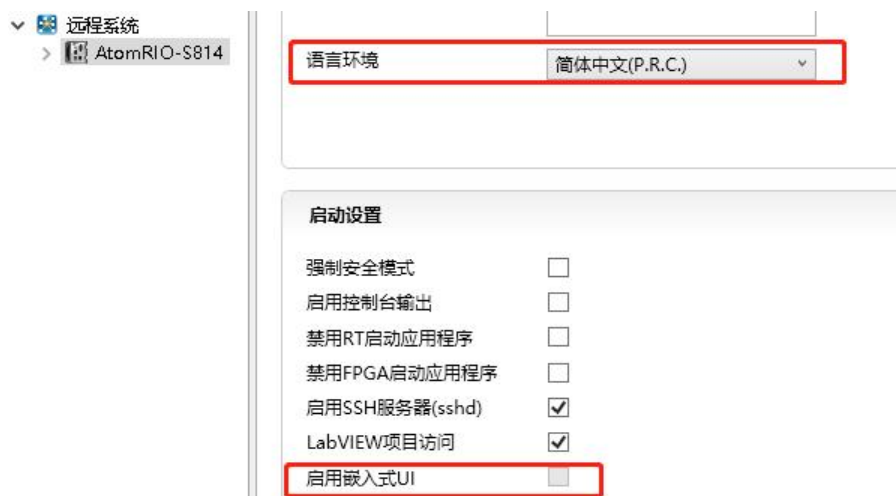 远程系统
AtomRIO-S814
语言环境
简体中文(P.R.C.)
启动设置
强制安全模式
启用控制台输出
禁用RT启动应用程序
禁用FPGA启动应用程序
启用SSH服务器(sshd)
LabVIEW项目访问
启用嵌入式UI